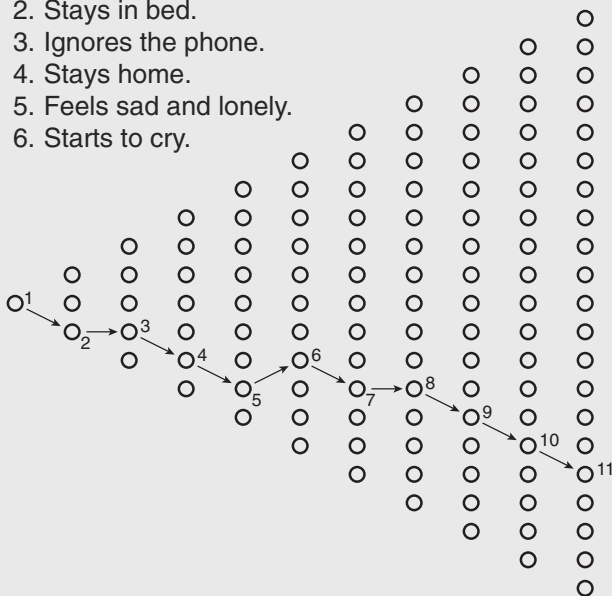 2. Stays in bed.
3. Ignores the phone.
4. Stays home.
5. Feels sad and lonely.
6. Starts to cry.
1
2
3
4
5
6
7
8
9
10
11